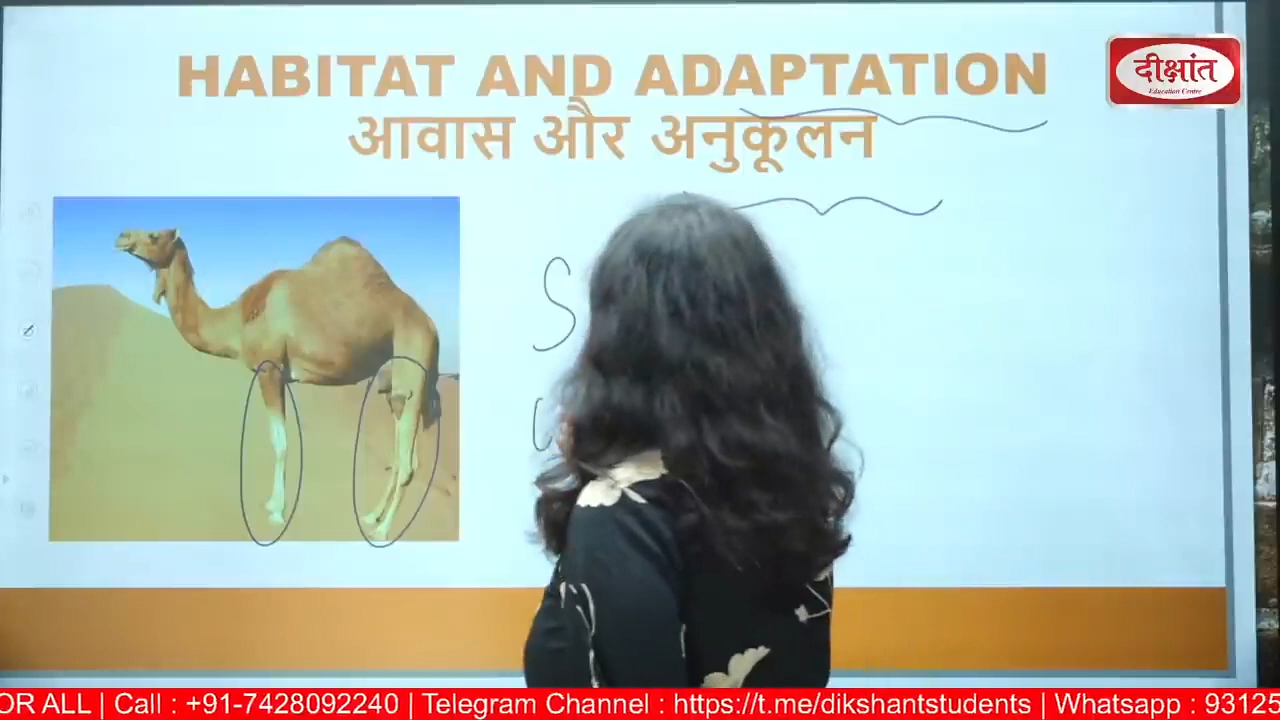 HABITAT AND ADAPTATION
आवास और अनुकूलन
दीक्षांत
Education Centre
S
OR ALL | Call : +91-7428092240 | Telegram Channel : https://t.me/dikshantstudents | Whatsapp : 93125